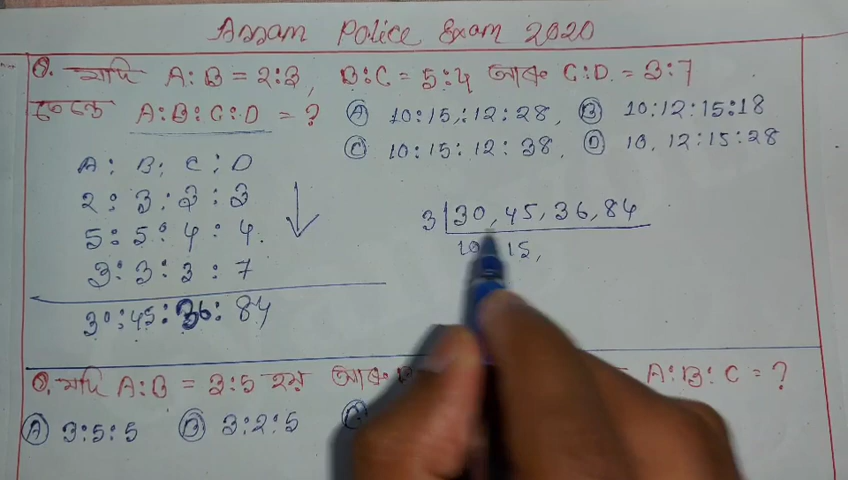 Assam Police Exam 2020
Q. যদি A:B = 2:3, B:C = 5:4 আৰু C:D = 3:7
তেন্তে A:B:C:D = ? Ⓐ 10:15:12:28, Ⓑ 10:12:15:18
Ⓒ 10:15:12:38, Ⓓ 10, 12:15:28
A: B: C: D
2 : 3 : 3 : 3
5 : 5 : 4 : 4.
3 : 3 : 3 : 7
30:45:36: 84
3 30, 45, 36, 84
10 15,
Q. যদি A:B = 3:5 হয় আৰু A:B:C = ?
Ⓐ 3:5:5 Ⓑ 3:2:5 Ⓒ